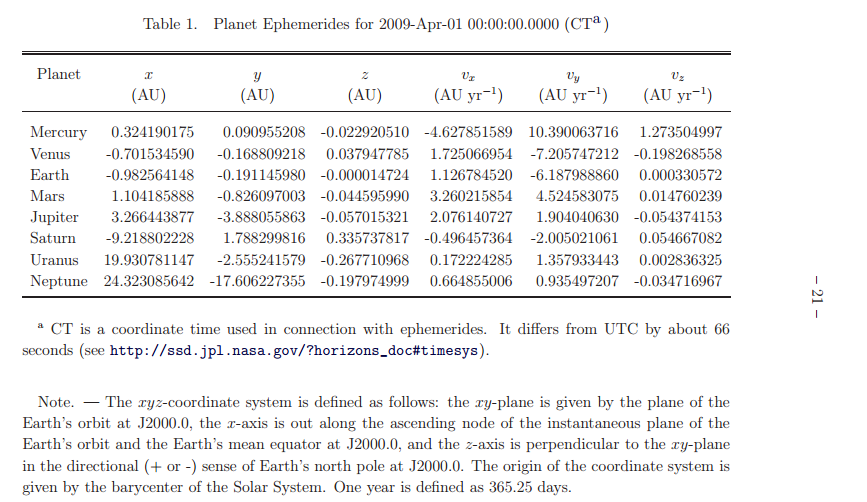 Table 1. Planet Ephemerides for 2009-Apr-01 00:00:00.0000 (CTᵃ)
Planet x y z vₓ v_y v_z
(AU) (AU) (AU) (AU yr⁻¹) (AU yr⁻¹) (AU yr⁻¹)
Mercury 0.324190175 0.090955208 -0.022920510 -4.627851589 10.390063716 1.273504997
Venus -0.701534590 -0.168809218 0.037947785 1.725066954 -7.205747212 -0.198268558
Earth -0.982564148 -0.191145980 -0.000014724 1.126784520 -6.187988860 0.000330572
Mars 1.104185888 -0.826097003 -0.044595990 3.260215854 4.524583075 0.014760239
Jupiter 3.266443877 -3.888055863 -0.057015321 2.076140727 1.904040630 -0.054374153
Saturn -9.218802228 1.788299816 0.335737817 -0.496457364 -2.005021061 0.054667082
Uranus 19.930781147 -2.555241579 -0.267710968 0.172224285 1.357933443 0.002836325
Neptune 24.323085642 -17.606227355 -0.197974999 0.664855006 0.935497207 -0.034716967
ᵃ CT is a coordinate time used in connection with ephemerides. It differs from UTC by about 66
seconds (see http://ssd.jpl.nasa.gov/?horizons_doc#timesys).
Note. — The xyz-coordinate system is defined as follows: the xy-plane is given by the plane of the
Earth's orbit at J2000.0, the x-axis is out along the ascending node of the instantaneous plane of the
Earth's orbit and the Earth's mean equator at J2000.0, and the z-axis is perpendicular to the xy-plane
in the directional (+ or -) sense of Earth's north pole at J2000.0. The origin of the coordinate system is
given by the barycenter of the Solar System. One year is defined as 365.25 days.
– 21 –